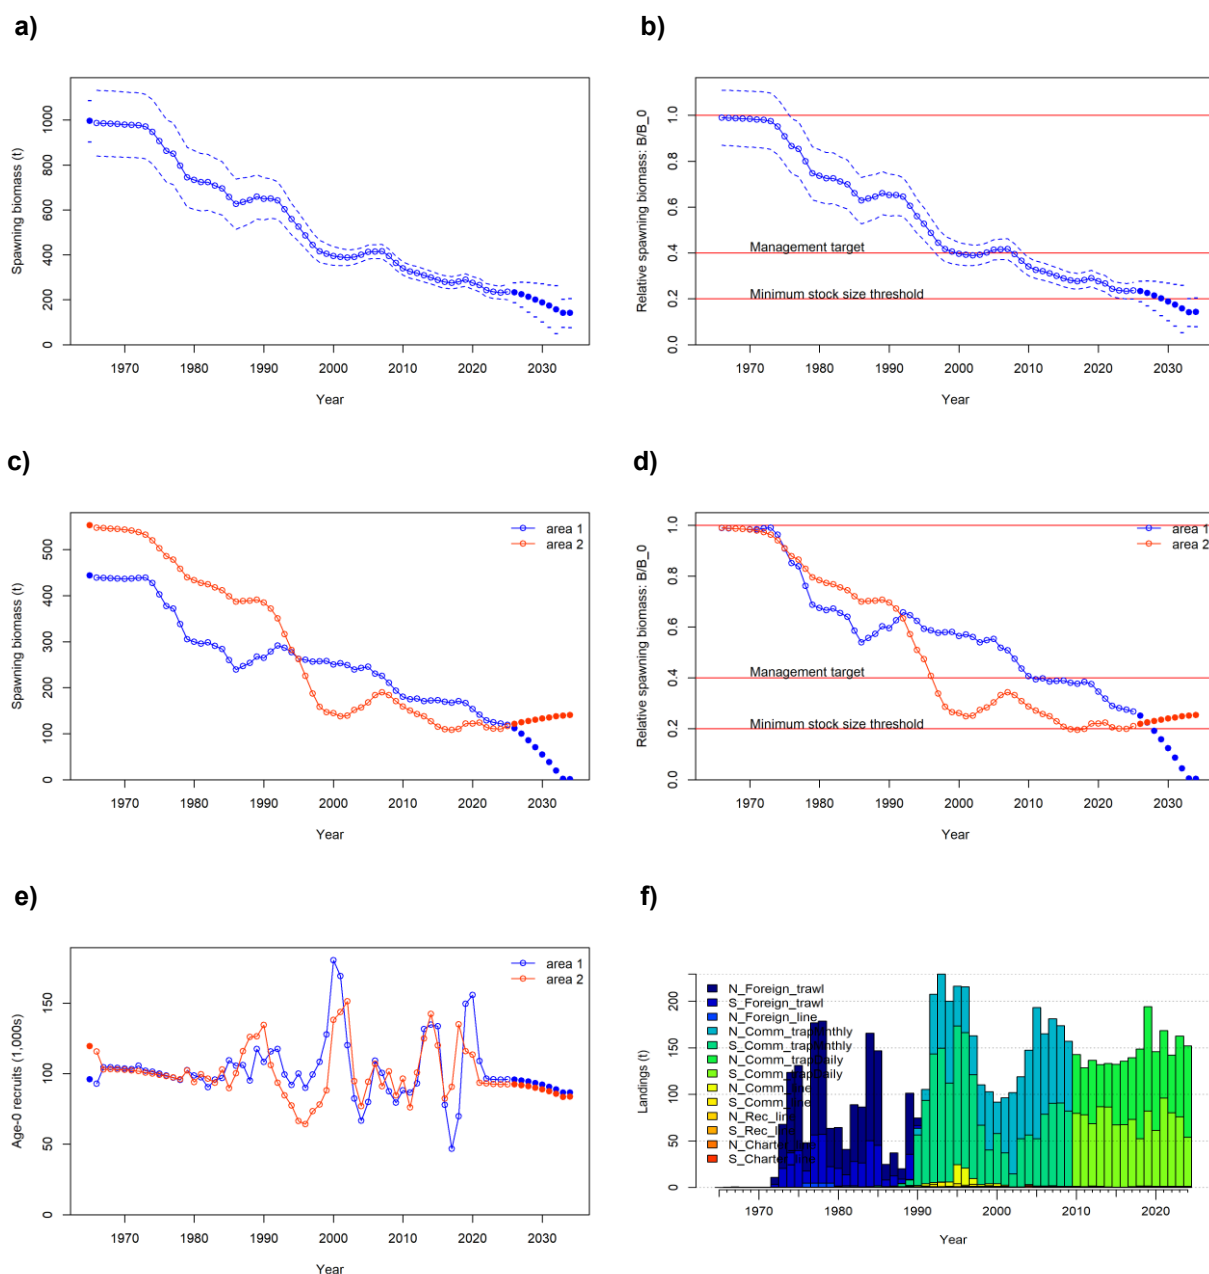 a)
b)
Spawning biomass (t)
0 200 400 600 800 1000
1970 1980 1990 2000 2010 2020 2030
Year
Relative spawning biomass: B/B_0
0.0 0.2 0.4 0.6 0.8 1.0
Management target
Minimum stock size threshold
1970 1980 1990 2000 2010 2020 2030
Year
c)
d)
Spawning biomass (t)
0 100 200 300 400 500
area 1
area 2
1970 1980 1990 2000 2010 2020 2030
Year
Relative spawning biomass: B/B_0
0.0 0.2 0.4 0.6 0.8 1.0
area 1
area 2
Management target
Minimum stock size threshold
1970 1980 1990 2000 2010 2020 2030
Year
e)
f)
Age-0 recruits (1,000s)
0 50 100 150
area 1
area 2
1970 1980 1990 2000 2010 2020 2030
Year
Landings (t)
0 50 100 150 200
N_Foreign_trawl
S_Foreign_trawl
N_Foreign_line
N_Comm_trap
S_Comm_trap
N_Comm_trap
S_Comm_trap
N_Comm
S_Comm
N_Rec
S_Rec
N_Charte
S_Charte
1970 1980 1990 2000 2010 2020
Year